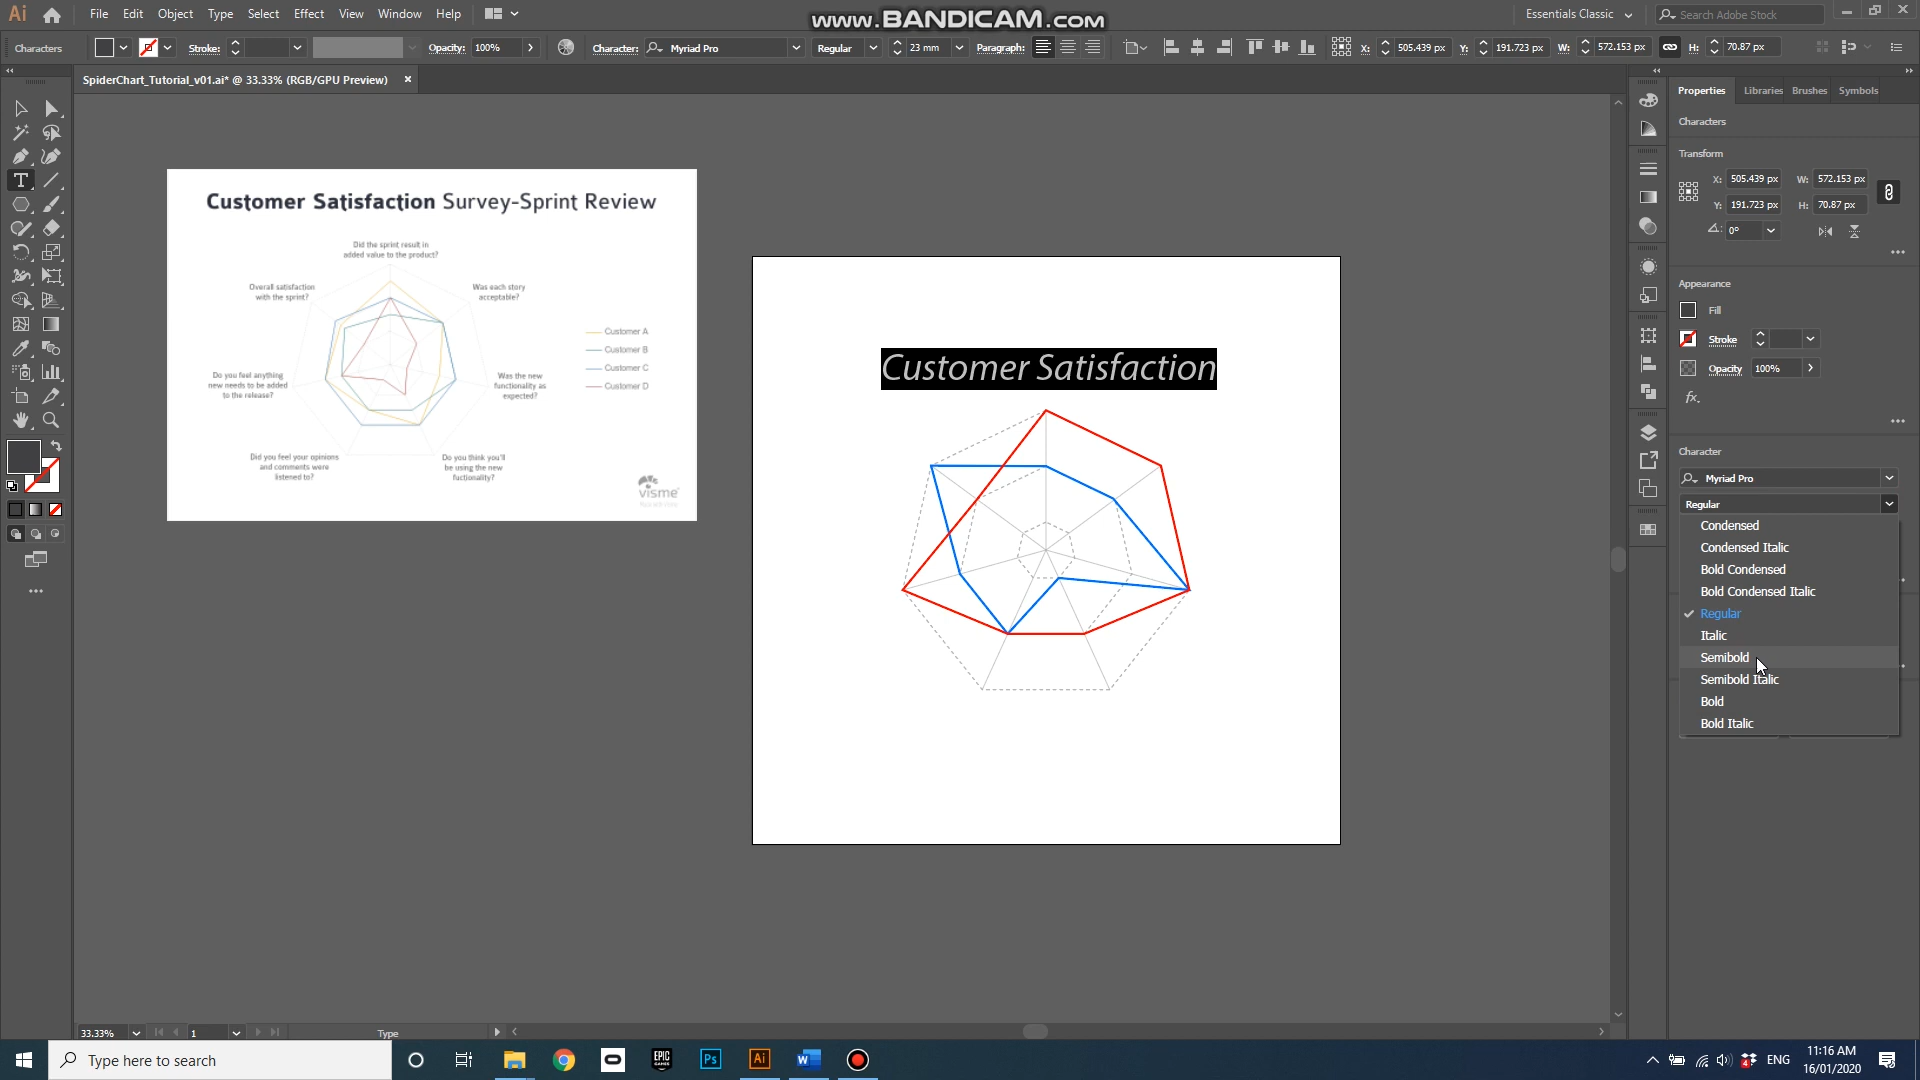 Ai File Edit Object Type Select Effect View Window Help
www.BANDICAM.com
Essentials Classic
Search Adobe Stock
Characters
Stroke:
Opacity: 100%
Character: Myriad Pro
Regular
23 mm
Paragraph:
X: 505.439 px
Y: 191.723 px
W: 572.153 px
H: 70.87 px
SpiderChart_Tutorial_v01.ai* @ 33.33% (RGB/GPU Preview)
Customer Satisfaction Survey-Sprint Review
Did the sprint result in
added value to the product?
Overall satisfaction
with the sprint?
Was each story
acceptable?
Customer A
Customer B
Customer C
Customer D
Do you feel anything
new needs to be added
to the release?
Was the new
functionality as
expected?
Did you feel your opinions
and comments were
listened to?
Do you think you'll
be using the new
fuctionality?
visme
Customer Satisfaction
Properties Libraries Brushes Symbols
Characters
Transform
X: 505.439 px W: 572.153 px
Y: 191.723 px H: 70.87 px
0°
Appearance
Fill
Stroke
Opacity 100%
fx.
Character
Myriad Pro
Regular
Condensed
Condensed Italic
Bold Condensed
Bold Condensed Italic
Regular
Italic
Semibold
Semibold Italic
Bold
Bold Italic
33.33% 1 Type
Type here to search
EPIC GAMES
Ps
Ai
W
4
ENG
11:16 AM
16/01/2020